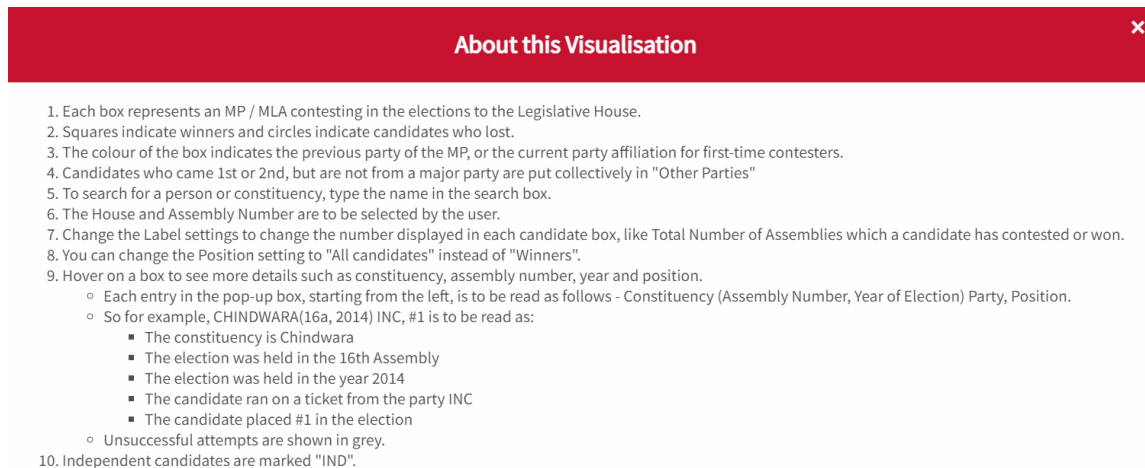 About this Visualisation
×
1. Each box represents an MP / MLA contesting in the elections to the Legislative House.
2. Squares indicate winners and circles indicate candidates who lost.
3. The colour of the box indicates the previous party of the MP, or the current party affiliation for first-time contesters.
4. Candidates who came 1st or 2nd, but are not from a major party are put collectively in "Other Parties"
5. To search for a person or constituency, type the name in the search box.
6. The House and Assembly Number are to be selected by the user.
7. Change the Label settings to change the number displayed in each candidate box, like Total Number of Assemblies which a candidate has contested or won.
8. You can change the Position setting to "All candidates" instead of "Winners".
9. Hover on a box to see more details such as constituency, assembly number, year and position.
◦ Each entry in the pop-up box, starting from the left, is to be read as follows - Constituency (Assembly Number, Year of Election) Party, Position.
◦ So for example, CHINDWARA(16a, 2014) INC, #1 is to be read as:
▪ The constituency is Chindwara
▪ The election was held in the 16th Assembly
▪ The election was held in the year 2014
▪ The candidate ran on a ticket from the party INC
▪ The candidate placed #1 in the election
◦ Unsuccessful attempts are shown in grey.
10. Independent candidates are marked "IND".